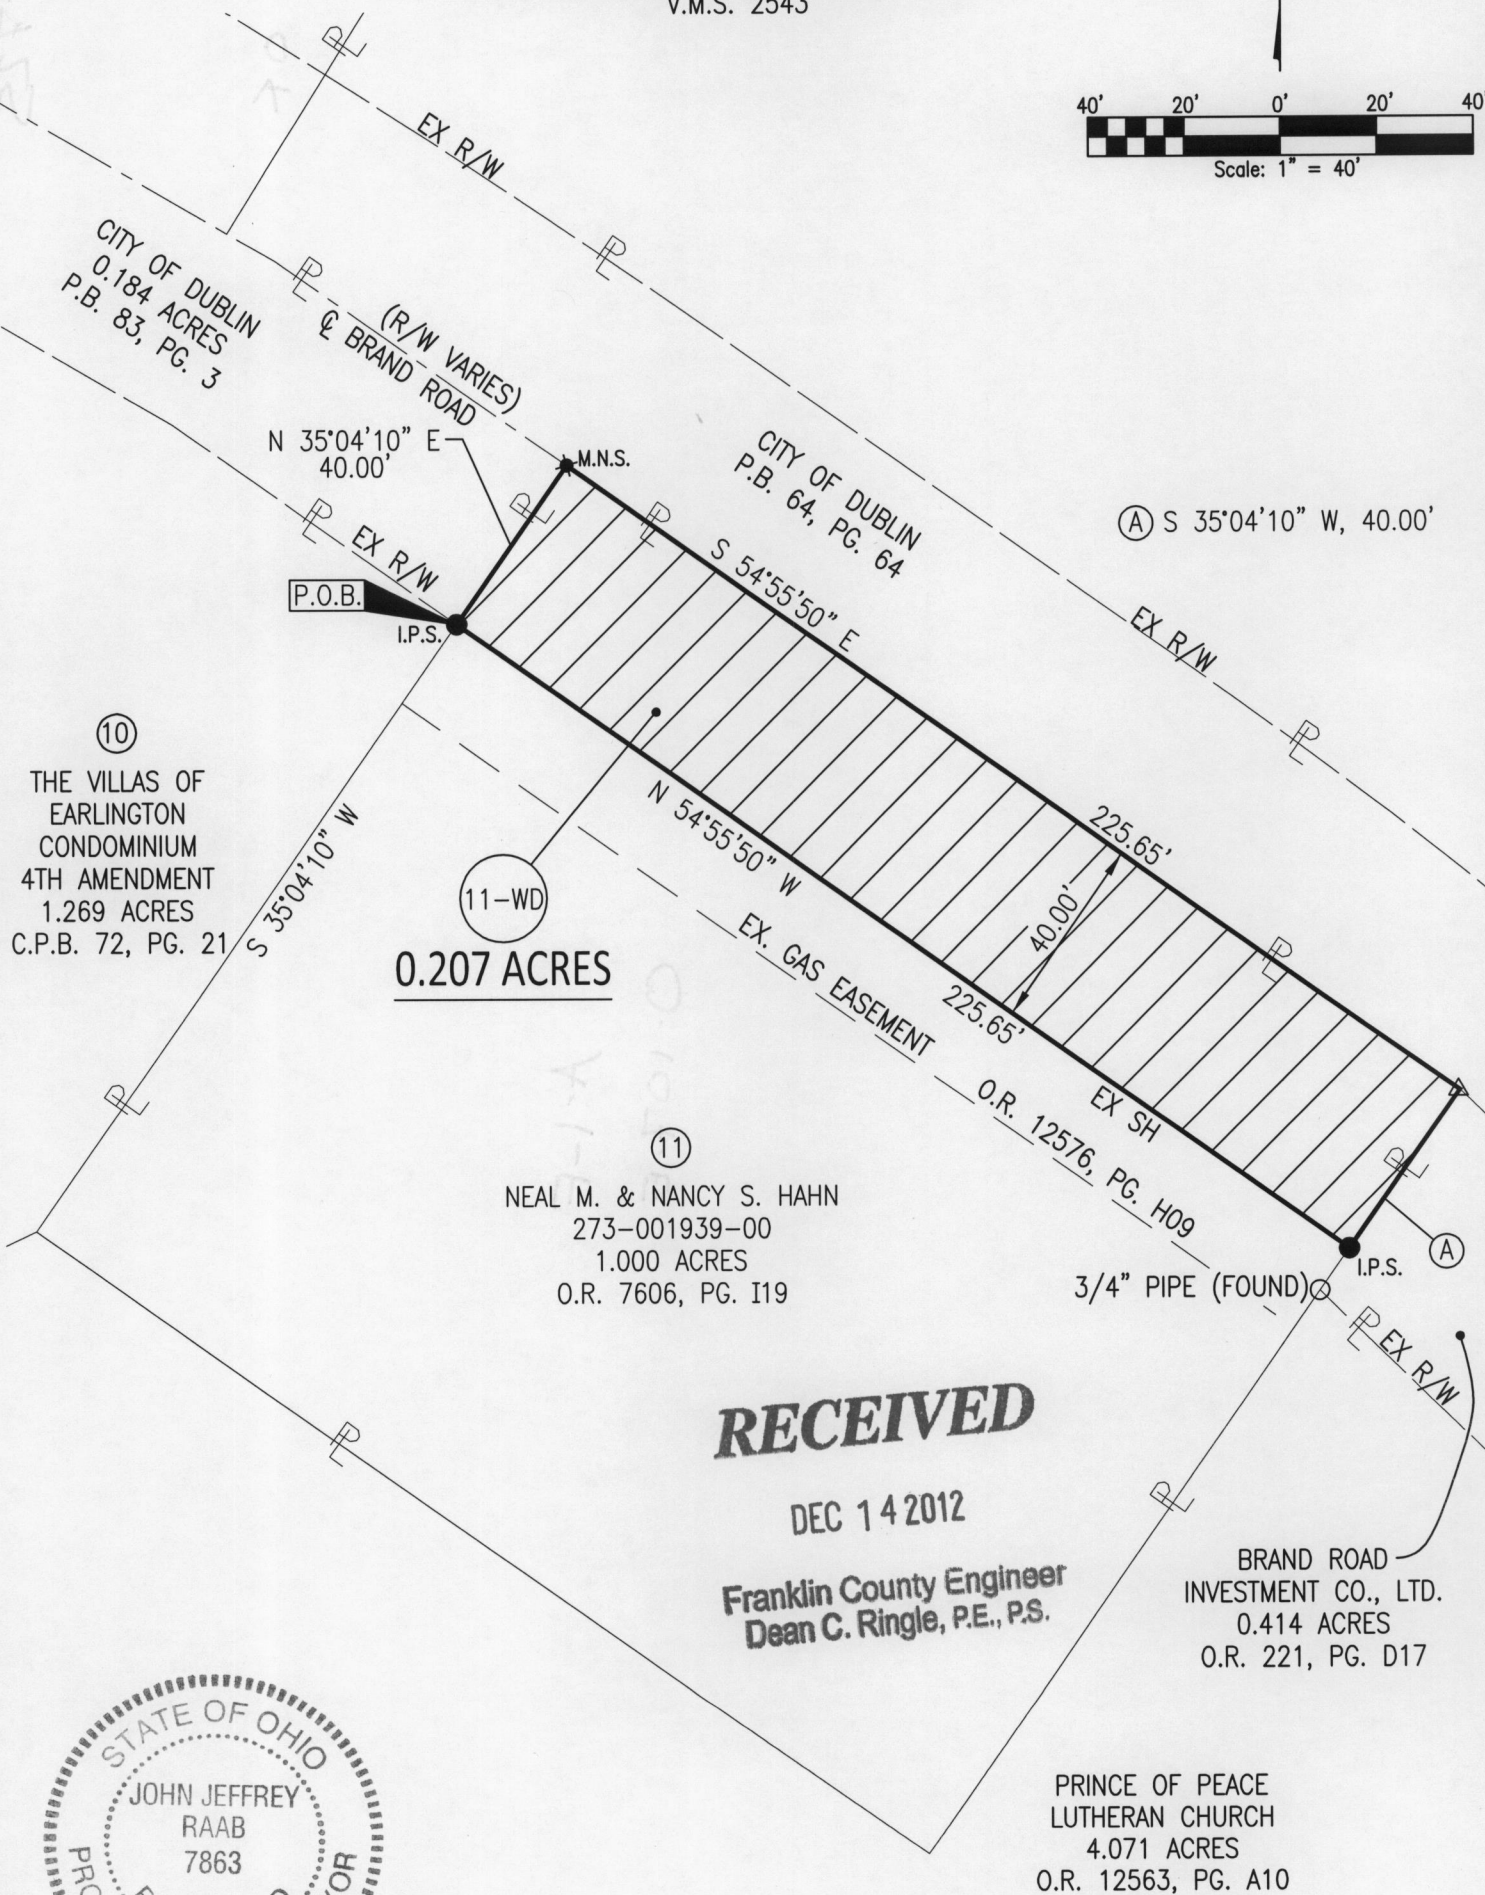 V.M.S. 2543
40' 20' 0' 20' 40'
Scale: 1" = 40'
EX R/W
CITY OF DUBLIN
0.184 ACRES
P.B. 83, PG. 3
(R/W VARIES)
℄ BRAND ROAD
N 35°04'10" E
40.00'
M.N.S.
CITY OF DUBLIN
P.B. 64, PG. 64
Ⓐ S 35°04'10" W, 40.00'
EX R/W
P.O.B.
I.P.S.
S 54°55'50" E
EX R/W
10
THE VILLAS OF
EARLINGTON
CONDOMINIUM
4TH AMENDMENT
1.269 ACRES
C.P.B. 72, PG. 21
S 35°04'10" W
N 54°55'50" W
225.65'
40.00'
11-WD
0.207 ACRES
EX. GAS EASEMENT
O.R. 12576, PG. H09
225.65'
EX SH
11
NEAL M. & NANCY S. HAHN
273-001939-00
1.000 ACRES
O.R. 7606, PG. I19
A
I.P.S.
3/4" PIPE (FOUND)
EX R/W
RECEIVED
DEC 14 2012
Franklin County Engineer
Dean C. Ringle, P.E., P.S.
BRAND ROAD
INVESTMENT CO., LTD.
0.414 ACRES
O.R. 221, PG. D17
STATE OF OHIO
JOHN JEFFREY
RAAB
7863
PRINCE OF PEACE
LUTHERAN CHURCH
4.071 ACRES
O.R. 12563, PG. A10